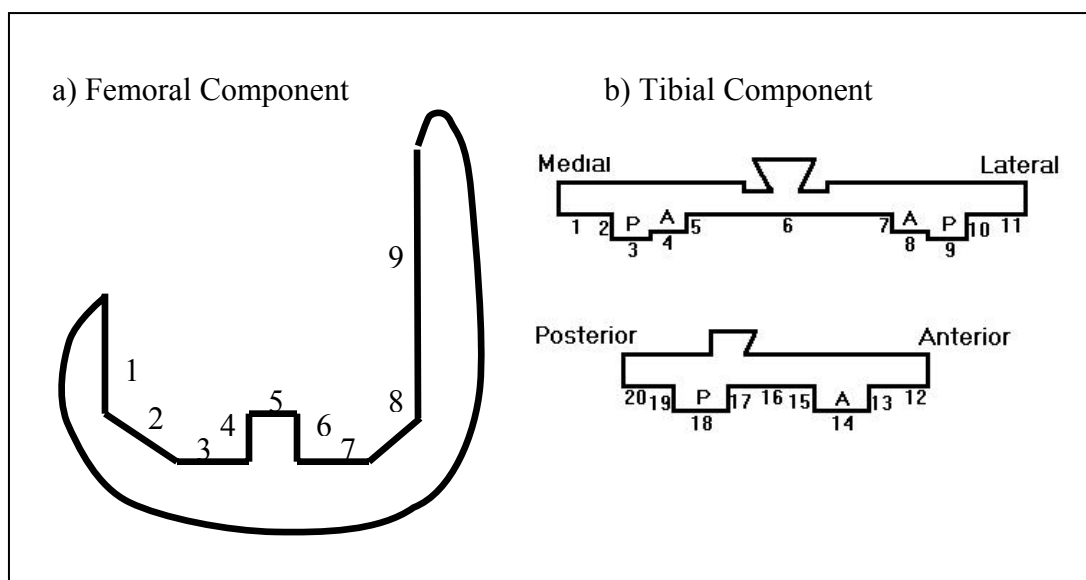 a) Femoral Component
1
2
3
4
5
6
7
8
9
b) Tibial Component
Medial Lateral
P A A P
1 2 3 4 5 6 7 8 9 10 11
Posterior Anterior
P A
20 19 18 17 16 15 14 13 12